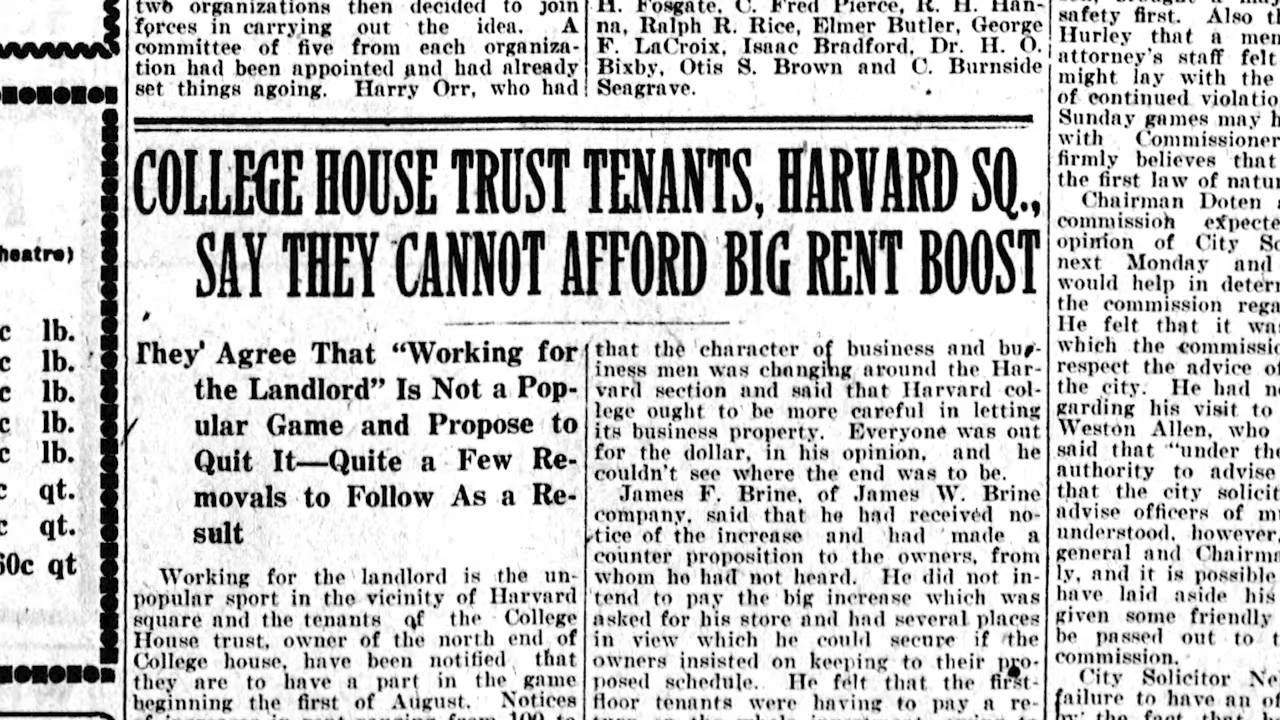 heatre)
c lb.
c lb.
c lb.
c lb.
c lb.
c qt.
c qt.
60c qt
two organizations then decided to join
forces in carrying out the idea. A
committee of five from each organiza-
tion had been appointed and had already
set things agoing. Harry Orr, who had
H. Fosgate, C. Fred Pierce, R. H. Han-
na, Ralph R. Rice, Elmer Butler, George
F. LaCroix, Isaac Bradford, Dr. H. O.
Bixby, Otis S. Brown and C. Burnside
Seagrave.
COLLEGE HOUSE TRUST TENANTS, HARVARD SQ.,
SAY THEY CANNOT AFFORD BIG RENT BOOST
They Agree That “Working for
the Landlord” Is Not a Pop-
ular Game and Propose to
Quit It—Quite a Few Re-
movals to Follow As a Re-
sult
Working for the landlord is the un-
popular sport in the vicinity of Harvard
square and the tenants of the College
House trust, owner of the north end of
College house, have been notified that
they are to have a part in the game
beginning the first of August. Notices
of increases in rent ranging from 100 to
that the character of business and bus-
iness men was changing around the Har-
vard section and said that Harvard col-
lege ought to be more careful in letting
its business property. Everyone was out
for the dollar, in his opinion, and he
couldn't see where the end was to be.
James F. Brine, of James W. Brine
company, said that he had received no-
tice of the increase and had made a
counter proposition to the owners, from
whom he had not heard. He did not in-
tend to pay the big increase which was
asked for his store and had several places
in view which he could secure if the
owners insisted on keeping to their pro-
posed schedule. He felt that the first-
floor tenants were having to pay a re-
safety first. Also th
Hurley that a mem
attorney's staff felt
might lay with the
of continued violatio
Sunday games may h
with Commissioner
firmly believes that
the first law of natur
Chairman Doten a
commission expecte
opinion of City So
next Monday and
would help in determ
the commission rega
He felt that it wa
which the commissio
respect the advice of
the city. He had n
garding his visit to
Weston Allen, who
said that “under the
authority to advise
that the city solicit
advise officers of mu
understood, however,
general and Chairma
ly, and it is possible
have laid aside his
given some friendly
be passed out to t
commission.
City Solicitor Ne
failure to have an o
by the fact that